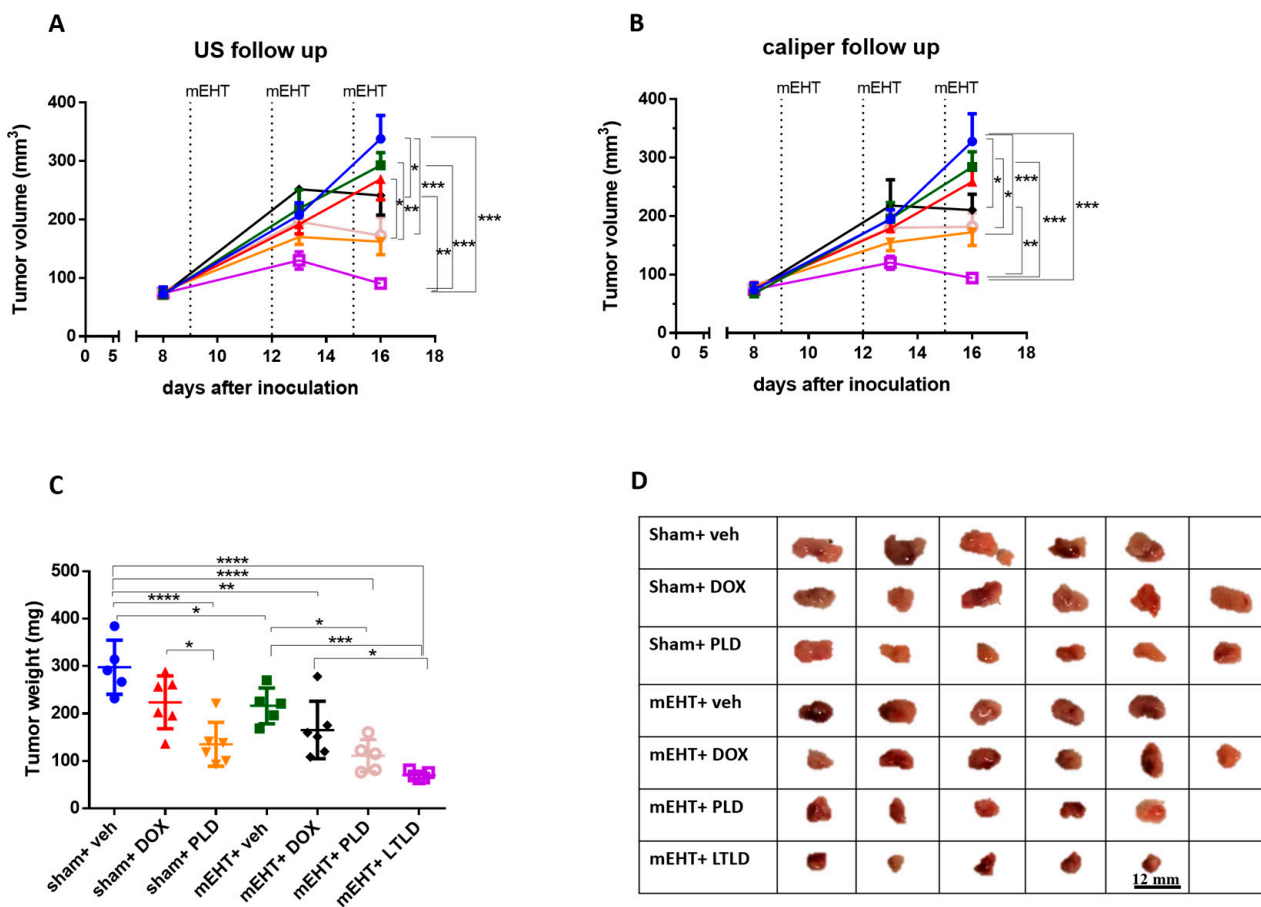 A
US follow up
mEHT mEHT mEHT
Tumor volume (mm3)
400
300
200
100
0
0 5 8 10 12 14 16 18
days after inoculation
*
***
*
**
***
**
***
B
caliper follow up
mEHT mEHT mEHT
Tumor volume (mm3)
400
300
200
100
0
0 5 8 10 12 14 16 18
days after inoculation
*
*
***
**
***
***
C
Tumor weight (mg)
500
400
300
200
100
0
****
****
**
****
*
*
*
***
*
sham+ veh
sham+ DOX
sham+ PLD
mEHT+ veh
mEHT+ DOX
mEHT+ PLD
mEHT+ LTLD
D
Sham+ veh
Sham+ DOX
Sham+ PLD
mEHT+ veh
mEHT+ DOX
mEHT+ PLD
mEHT+ LTLD
12 mm